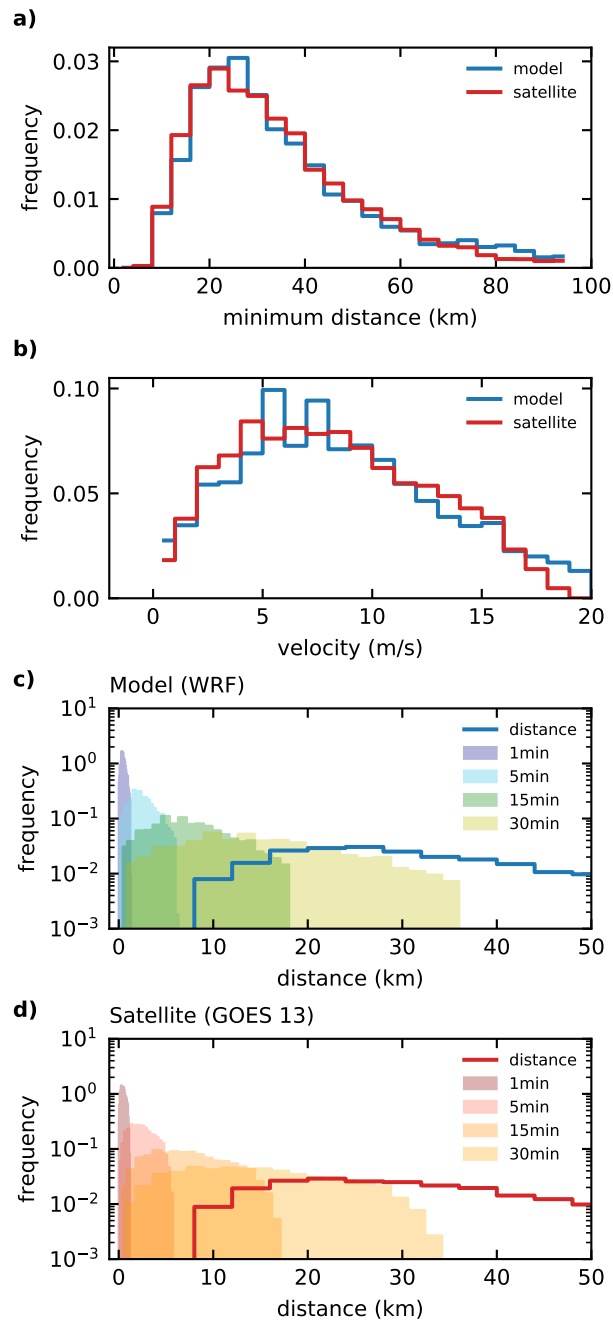 a)
0.03
0.02
0.01
0.00
frequency
model
satellite
0 20 40 60 80 100
minimum distance (km)
b)
0.10
0.05
0.00
frequency
model
satellite
0 5 10 15 20
velocity (m/s)
c)
Model (WRF)
10¹
10⁰
10⁻¹
10⁻²
10⁻³
frequency
distance
1min
5min
15min
30min
0 10 20 30 40 50
distance (km)
d)
Satellite (GOES 13)
10¹
10⁰
10⁻¹
10⁻²
10⁻³
frequency
distance
1min
5min
15min
30min
0 10 20 30 40 50
distance (km)